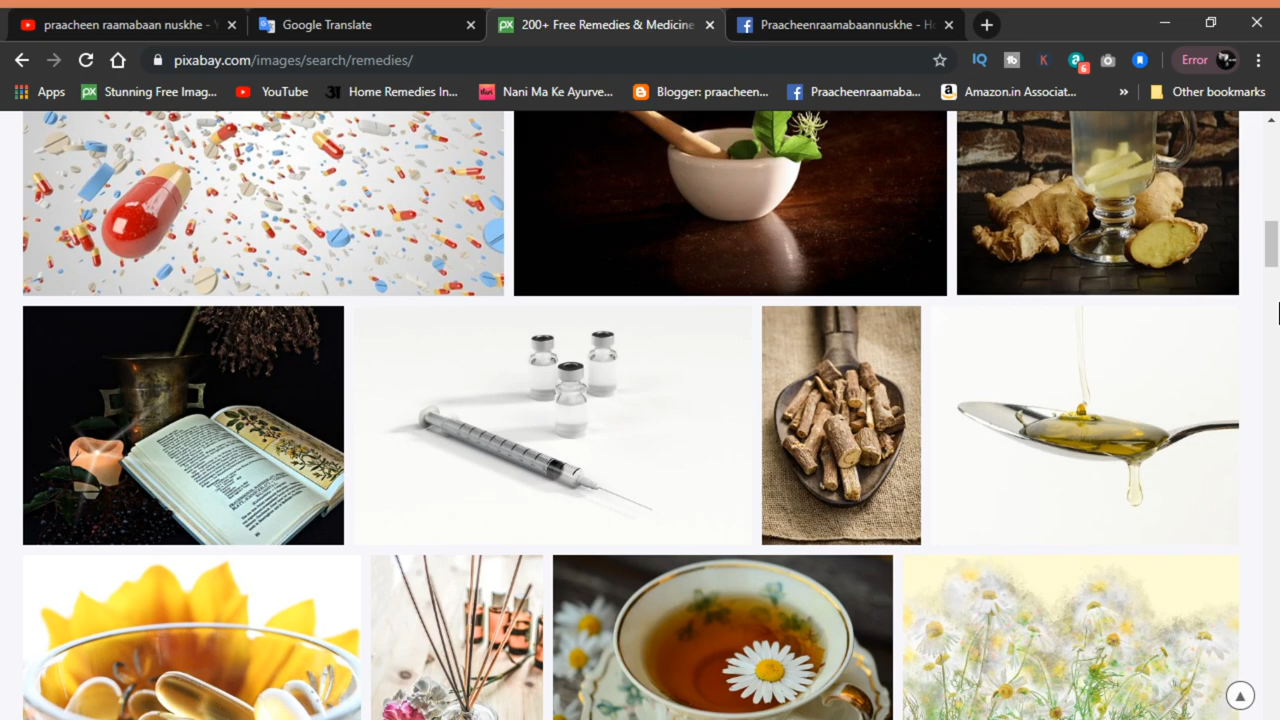 praacheen raamabaan nuskhe -
Google Translate
200+ Free Remedies & Medicine
Praacheenraamabaannuskhe - Ho
pixabay.com/images/search/remedies/
IQ
tb
K
a
6
Error
Apps
Stunning Free Imag...
YouTube
Home Remedies In...
Nani Ma Ke Ayurve...
Blogger: praacheen...
Praacheenraamaba...
Amazon.in Associat...
»
Other bookmarks